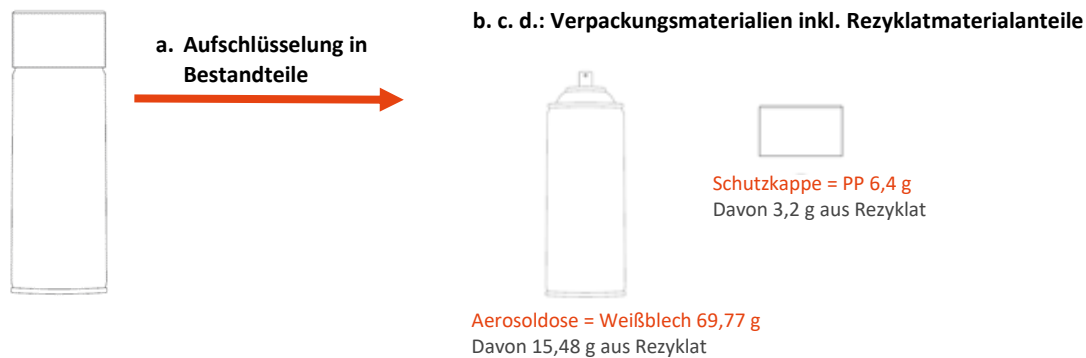 b. c. d.: Verpackungsmaterialien inkl. Rezyklatmaterialanteile
a. Aufschlüsselung in
Bestandteile
Schutzkappe = PP 6,4 g
Davon 3,2 g aus Rezyklat
Aerosoldose = Weißblech 69,77 g
Davon 15,48 g aus Rezyklat